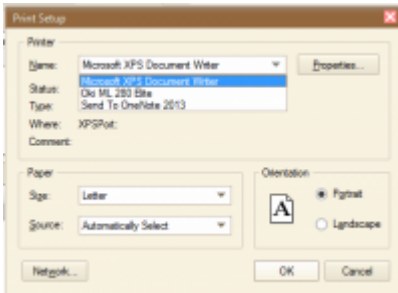 Print Setup
Printer
Name: Microsoft XPS Document Writer Properties...
Microsoft XPS Document Writer
Status: Oki ML 280 Elite
Type: Send To OneNote 2013
Where: XPSPort:
Comment:
Paper
Size: Letter
Source: Automatically Select
Orientation
A
Portrait
Landscape
Network...
OK
Cancel